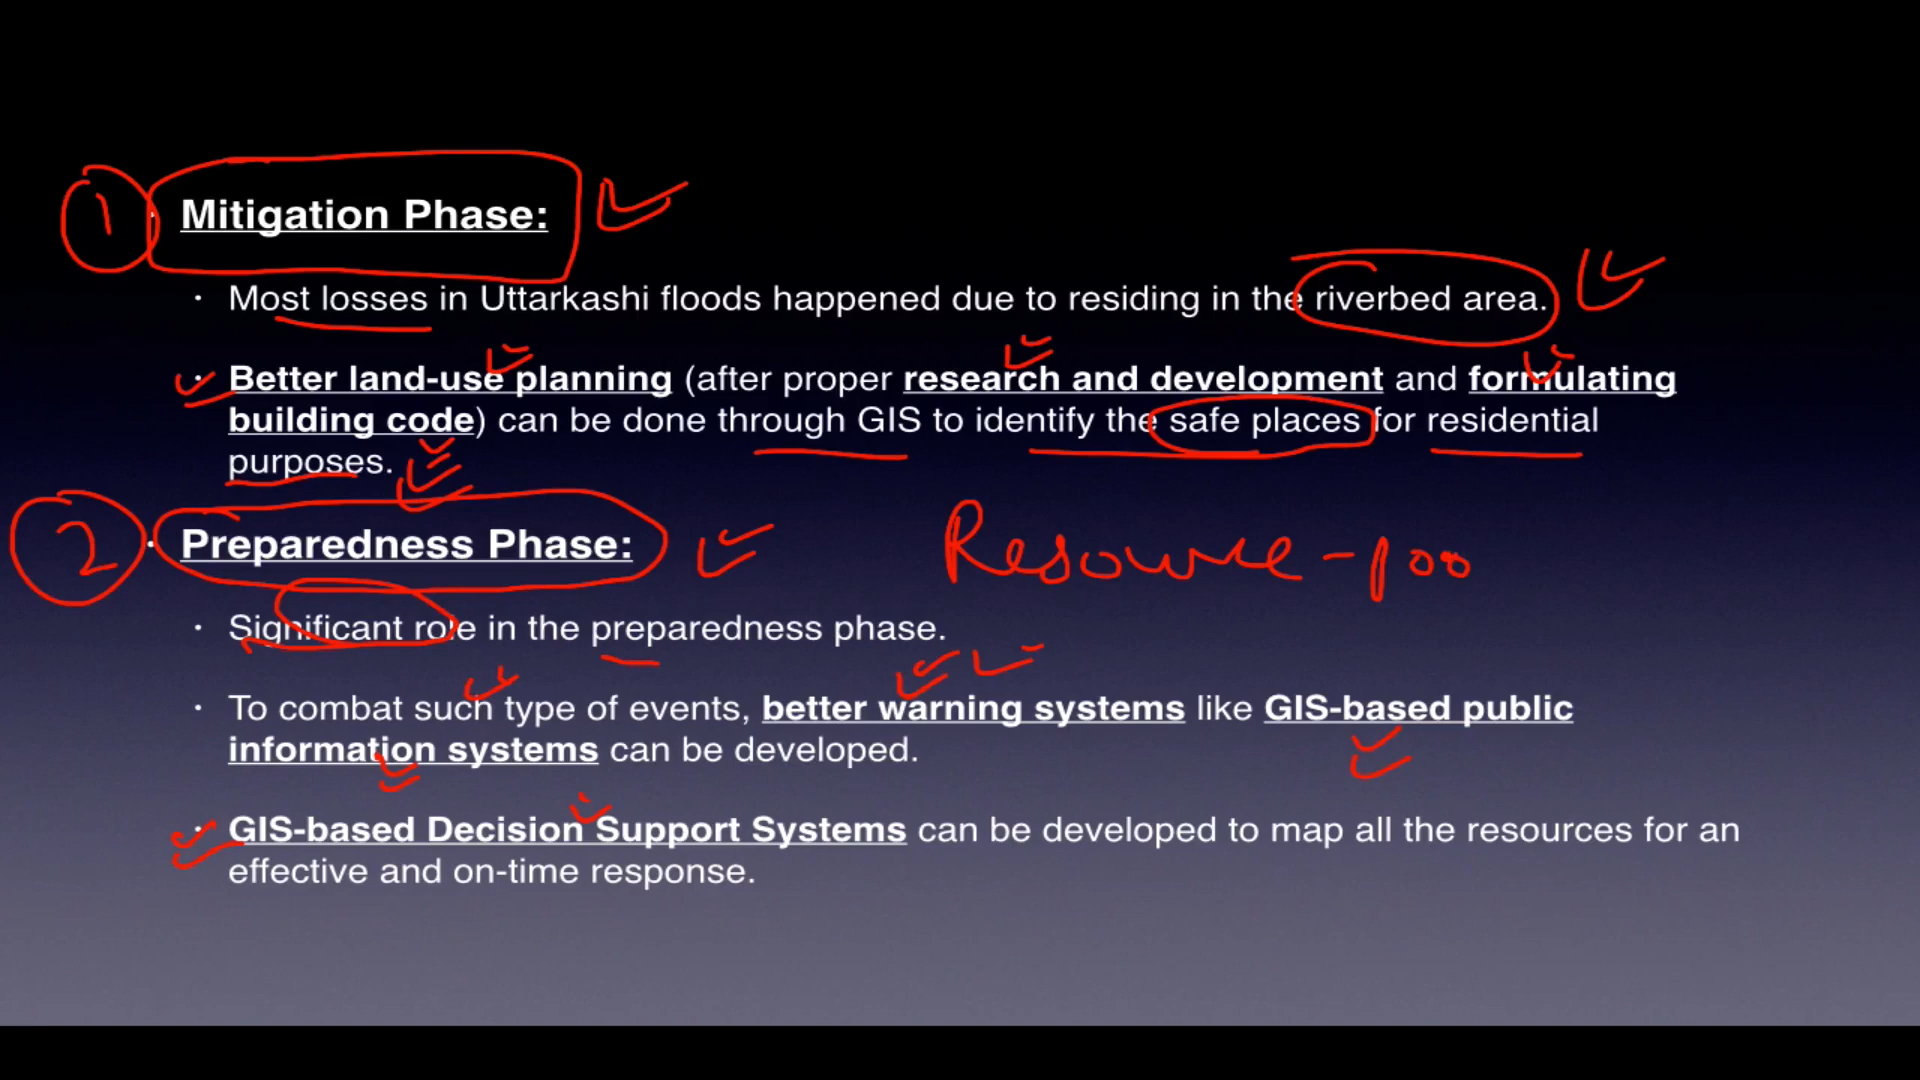 1
• Mitigation Phase:
• Most losses in Uttarkashi floods happened due to residing in the riverbed area.
• Better land-use planning (after proper research and development and formulating
building code) can be done through GIS to identify the safe places for residential
purposes.
2
• Preparedness Phase:
Resource - poo
• Significant role in the preparedness phase.
• To combat such type of events, better warning systems like GIS-based public
information systems can be developed.
• GIS-based Decision Support Systems can be developed to map all the resources for an
effective and on-time response.